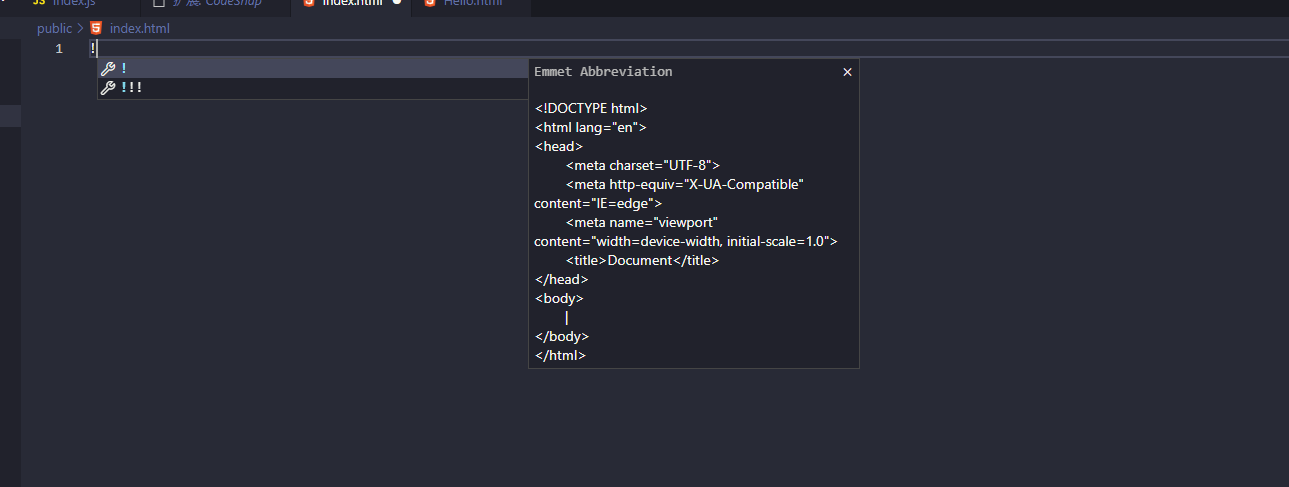 JS index.js
扩展: CodeSnap
index.html
Hello.html
public > index.html
1 !
!
!!!
Emmet Abbreviation
<!DOCTYPE html>
<html lang="en">
<head>
<meta charset="UTF-8">
<meta http-equiv="X-UA-Compatible"
content="IE=edge">
<meta name="viewport"
content="width=device-width, initial-scale=1.0">
<title>Document</title>
</head>
<body>
|
</body>
</html>